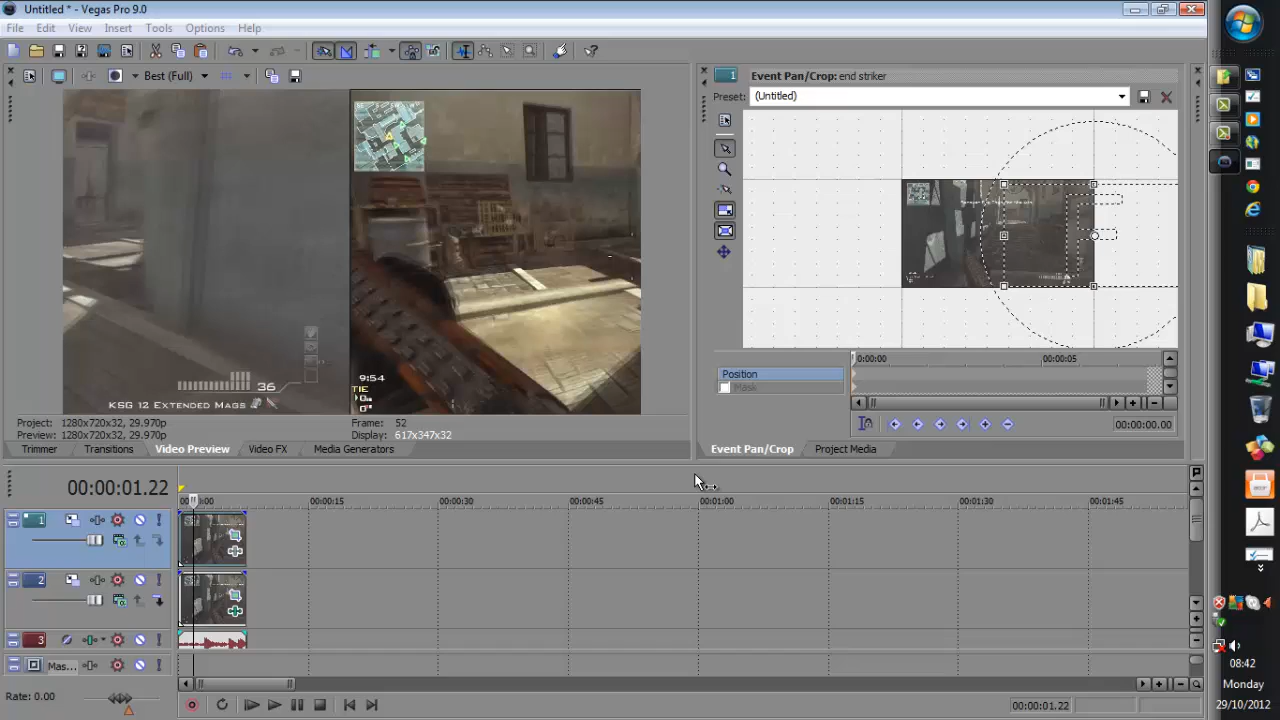 Untitled * - Vegas Pro 9.0
File Edit View Insert Tools Options Help
Best (Full)
1 Event Pan/Crop: end striker
Preset: (Untitled)
9:54
TIE
36
KSG 12 Extended Mags
0:00:00 00:00:05
Position
Mask
Project: 1280x720x32, 29.970p
Preview: 1280x720x32, 29.970p
Frame: 52
Display: 617x347x32
00:00:00.00
Trimmer Transitions Video Preview Video FX Media Generators
Event Pan/Crop Project Media
00:00:01.22
00:00:15 00:00:30 00:00:45 00:01:00 00:01:15 00:01:30 00:01:45
1
2
3
Mas...
Rate: 0.00
00:00:01.22
08:42
Monday
29/10/2012